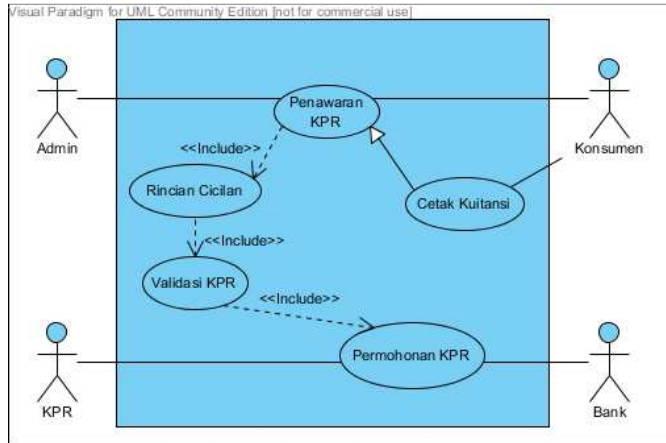 Visual Paradigm for UML Community Edition [not for commercial use]
Penawaran
KPR
Admin
Konsumen
<<Include>>
Rincian Cicilan
Cetak Kuitansi
<<Include>>
Validasi KPR
<<Include>>
Permohonan KPR
KPR
Bank